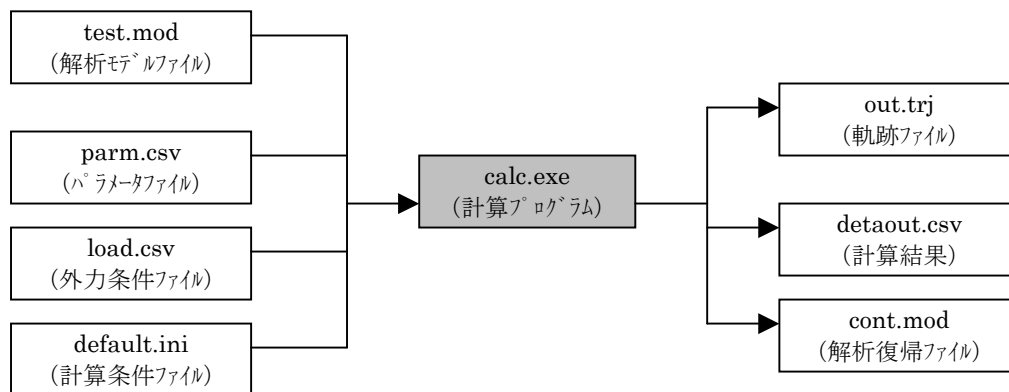 test.mod
(解析ﾓﾃﾞﾙﾌｧｲﾙ)
parm.csv
(ﾊﾟﾗﾒｰﾀﾌｧｲﾙ)
load.csv
(外力条件ﾌｧｲﾙ)
default.ini
(計算条件ﾌｧｲﾙ)
calc.exe
(計算ﾌﾟﾛｸﾞﾗﾑ)
out.trj
(軌跡ﾌｧｲﾙ)
detaout.csv
(計算結果)
cont.mod
(解析復帰ﾌｧｲﾙ)